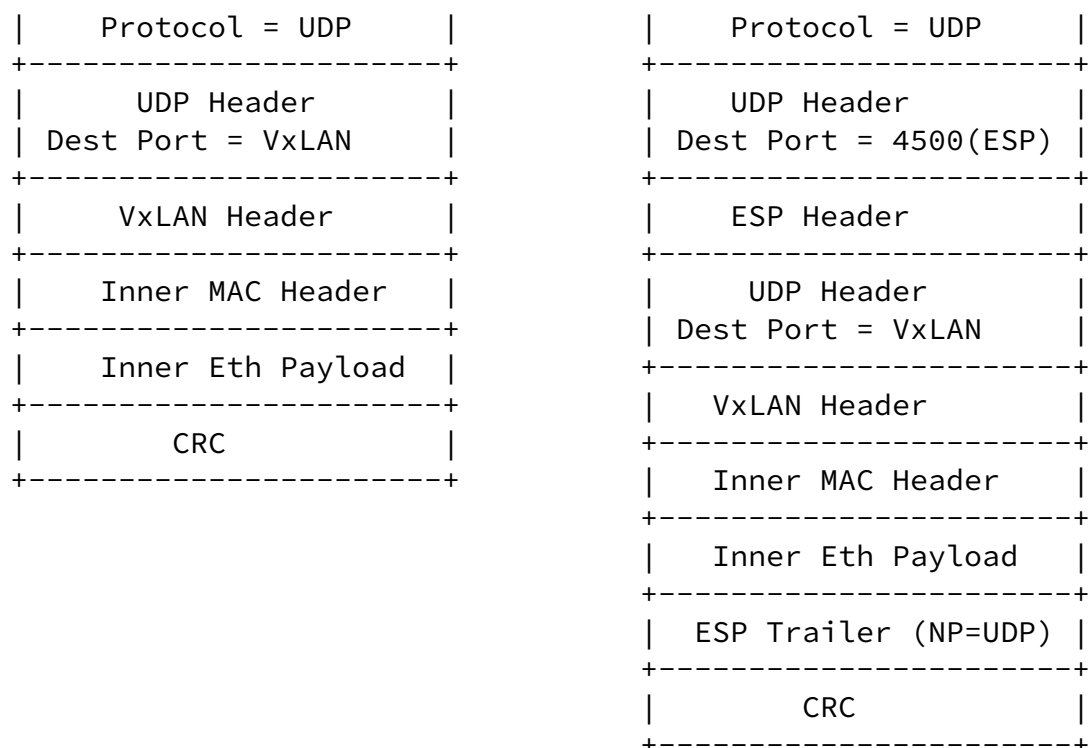 Protocol = UDP
UDP Header
Dest Port = VxLAN
VxLAN Header
Inner MAC Header
Inner Eth Payload
CRC
Protocol = UDP
UDP Header
Dest Port = 4500(ESP)
ESP Header
UDP Header
Dest Port = VxLAN
VxLAN Header
Inner MAC Header
Inner Eth Payload
ESP Trailer (NP=UDP)
CRC